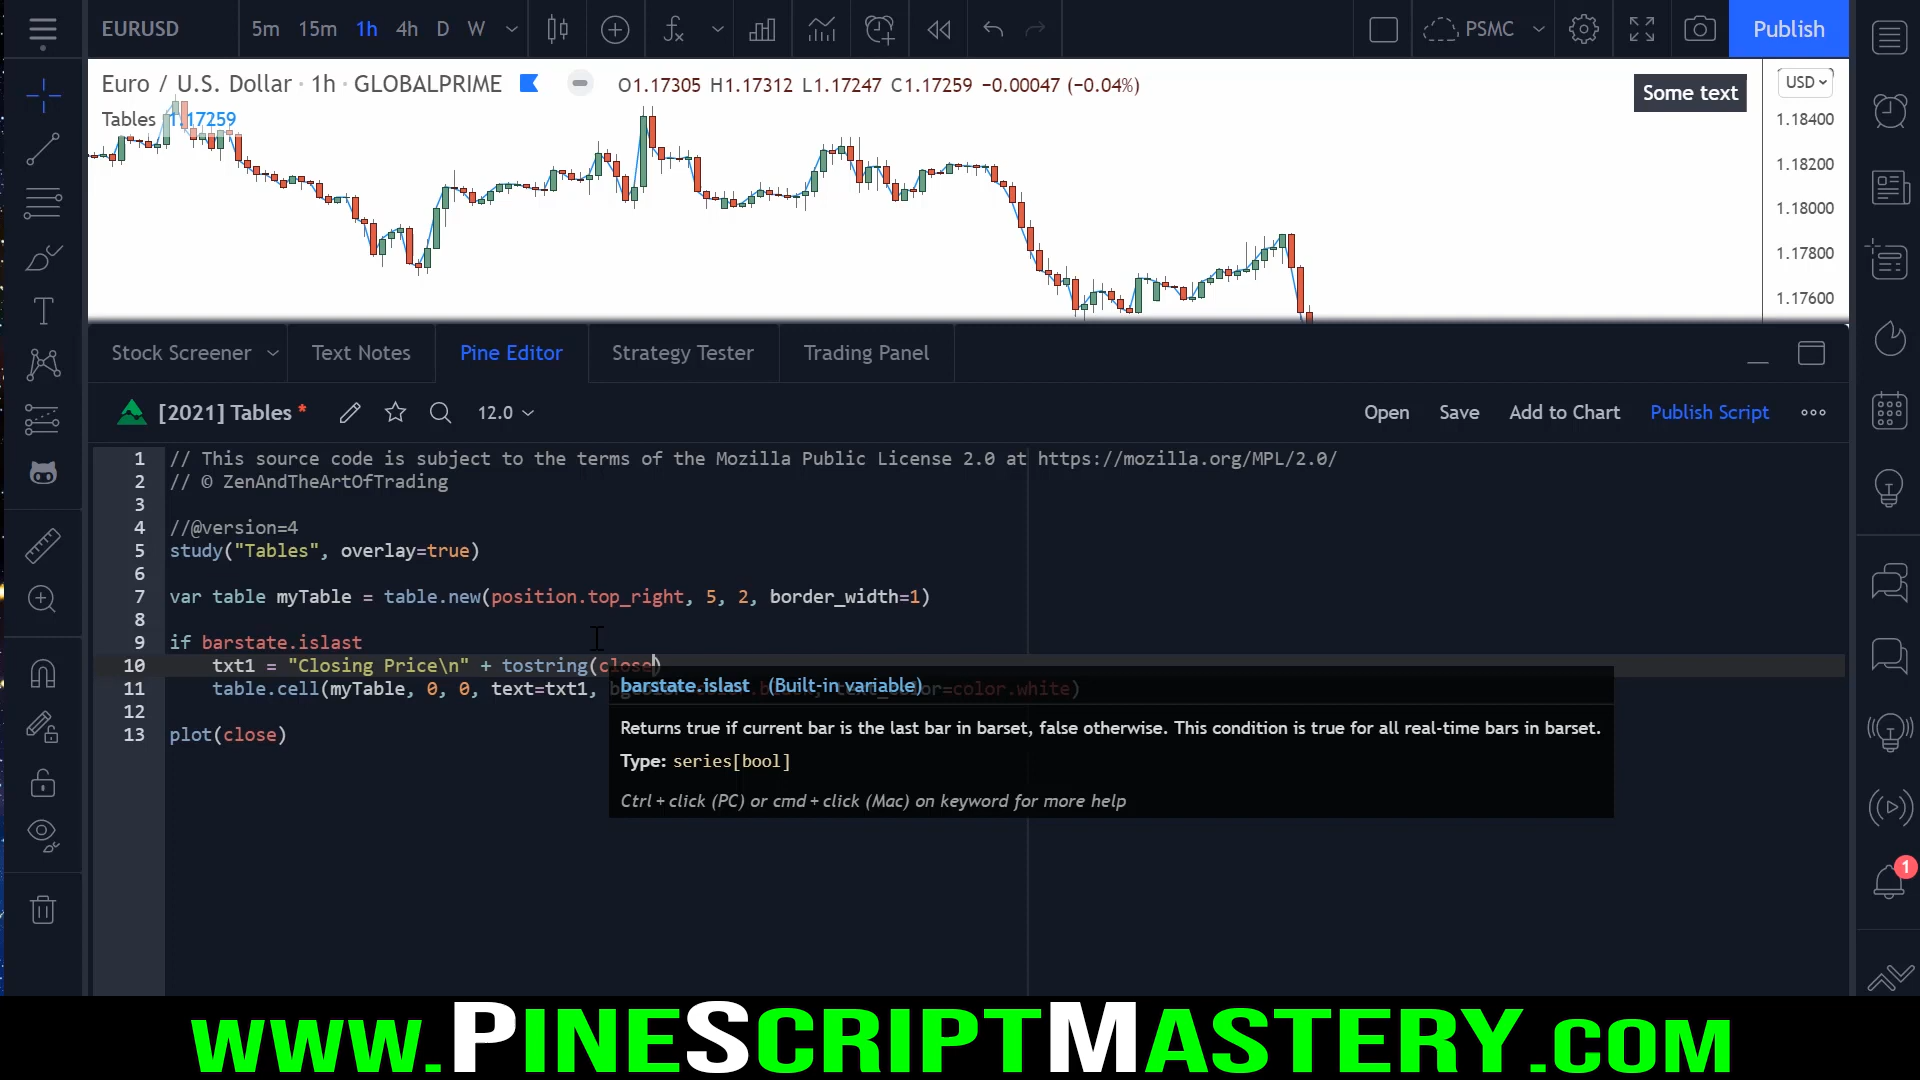 EURUSD 5m 15m 1h 4h D W PSMC Publish
Euro / U.S. Dollar · 1h · GLOBALPRIME O1.17305 H1.17312 L1.17247 C1.17259 −0.00047 (−0.04%)
Some text
USD
Tables 1.17259
1.18400
1.18200
1.18000
1.17800
1.17600
Stock Screener Text Notes Pine Editor Strategy Tester Trading Panel
[2021] Tables * 12.0 Open Save Add to Chart Publish Script
1 // This source code is subject to the terms of the Mozilla Public License 2.0 at https://mozilla.org/MPL/2.0/
2 // © ZenAndTheArtOfTrading
3
4 //@version=4
5 study("Tables", overlay=true)
6
7 var table myTable = table.new(position.top_right, 5, 2, border_width=1)
8
9 if barstate.islast
10 txt1 = "Closing Price\n" + tostring(close)
11 table.cell(myTable, 0, 0, text=txt1, text_color=color.white)
12
13 plot(close)
barstate.islast (Built-in variable)
Returns true if current bar is the last bar in barset, false otherwise. This condition is true for all real-time bars in barset.
Type: series[bool]
Ctrl + click (PC) or cmd + click (Mac) on keyword for more help
1
www.PineScriptMastery.com